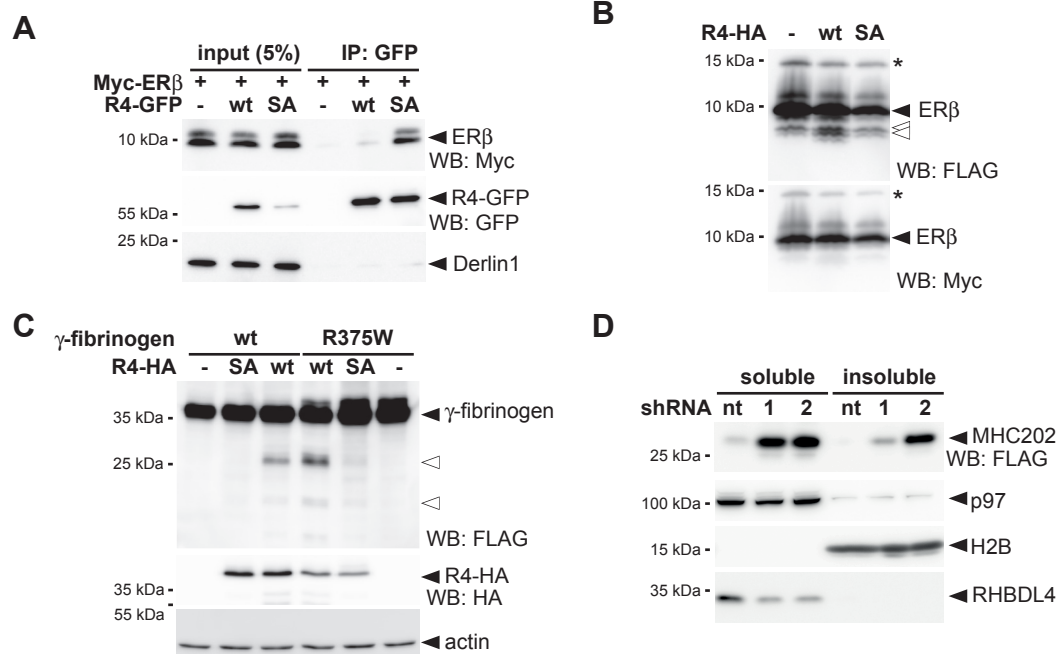 A
input (5%) IP: GFP
Myc-ERβ + + + + + +
R4-GFP - wt SA - wt SA
10 kDa - ERβ
WB: Myc
R4-GFP
55 kDa - WB: GFP
25 kDa -
Derlin1
B
R4-HA - wt SA
15 kDa - *
10 kDa - ERβ
WB: FLAG
15 kDa - *
10 kDa - ERβ
WB: Myc
C
γ-fibrinogen wt R375W
R4-HA - SA wt wt SA -
35 kDa - γ-fibrinogen
25 kDa -
WB: FLAG
R4-HA
35 kDa - WB: HA
55 kDa
actin
D
soluble insoluble
shRNA nt 1 2 nt 1 2
MHC202
25 kDa - WB: FLAG
100 kDa - p97
15 kDa - H2B
35 kDa - RHBDL4